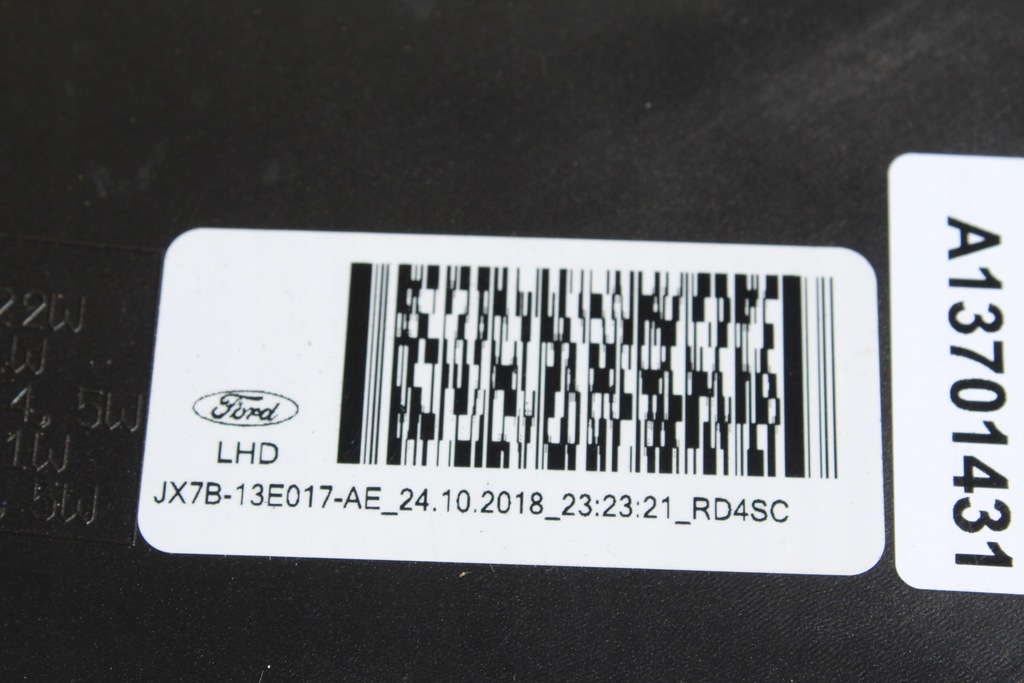 22W
W
4,5W
1W
5W
Ford
LHD
JX7B-13E017-AE_24.10.2018_23:23:21_RD4SC
A13701431